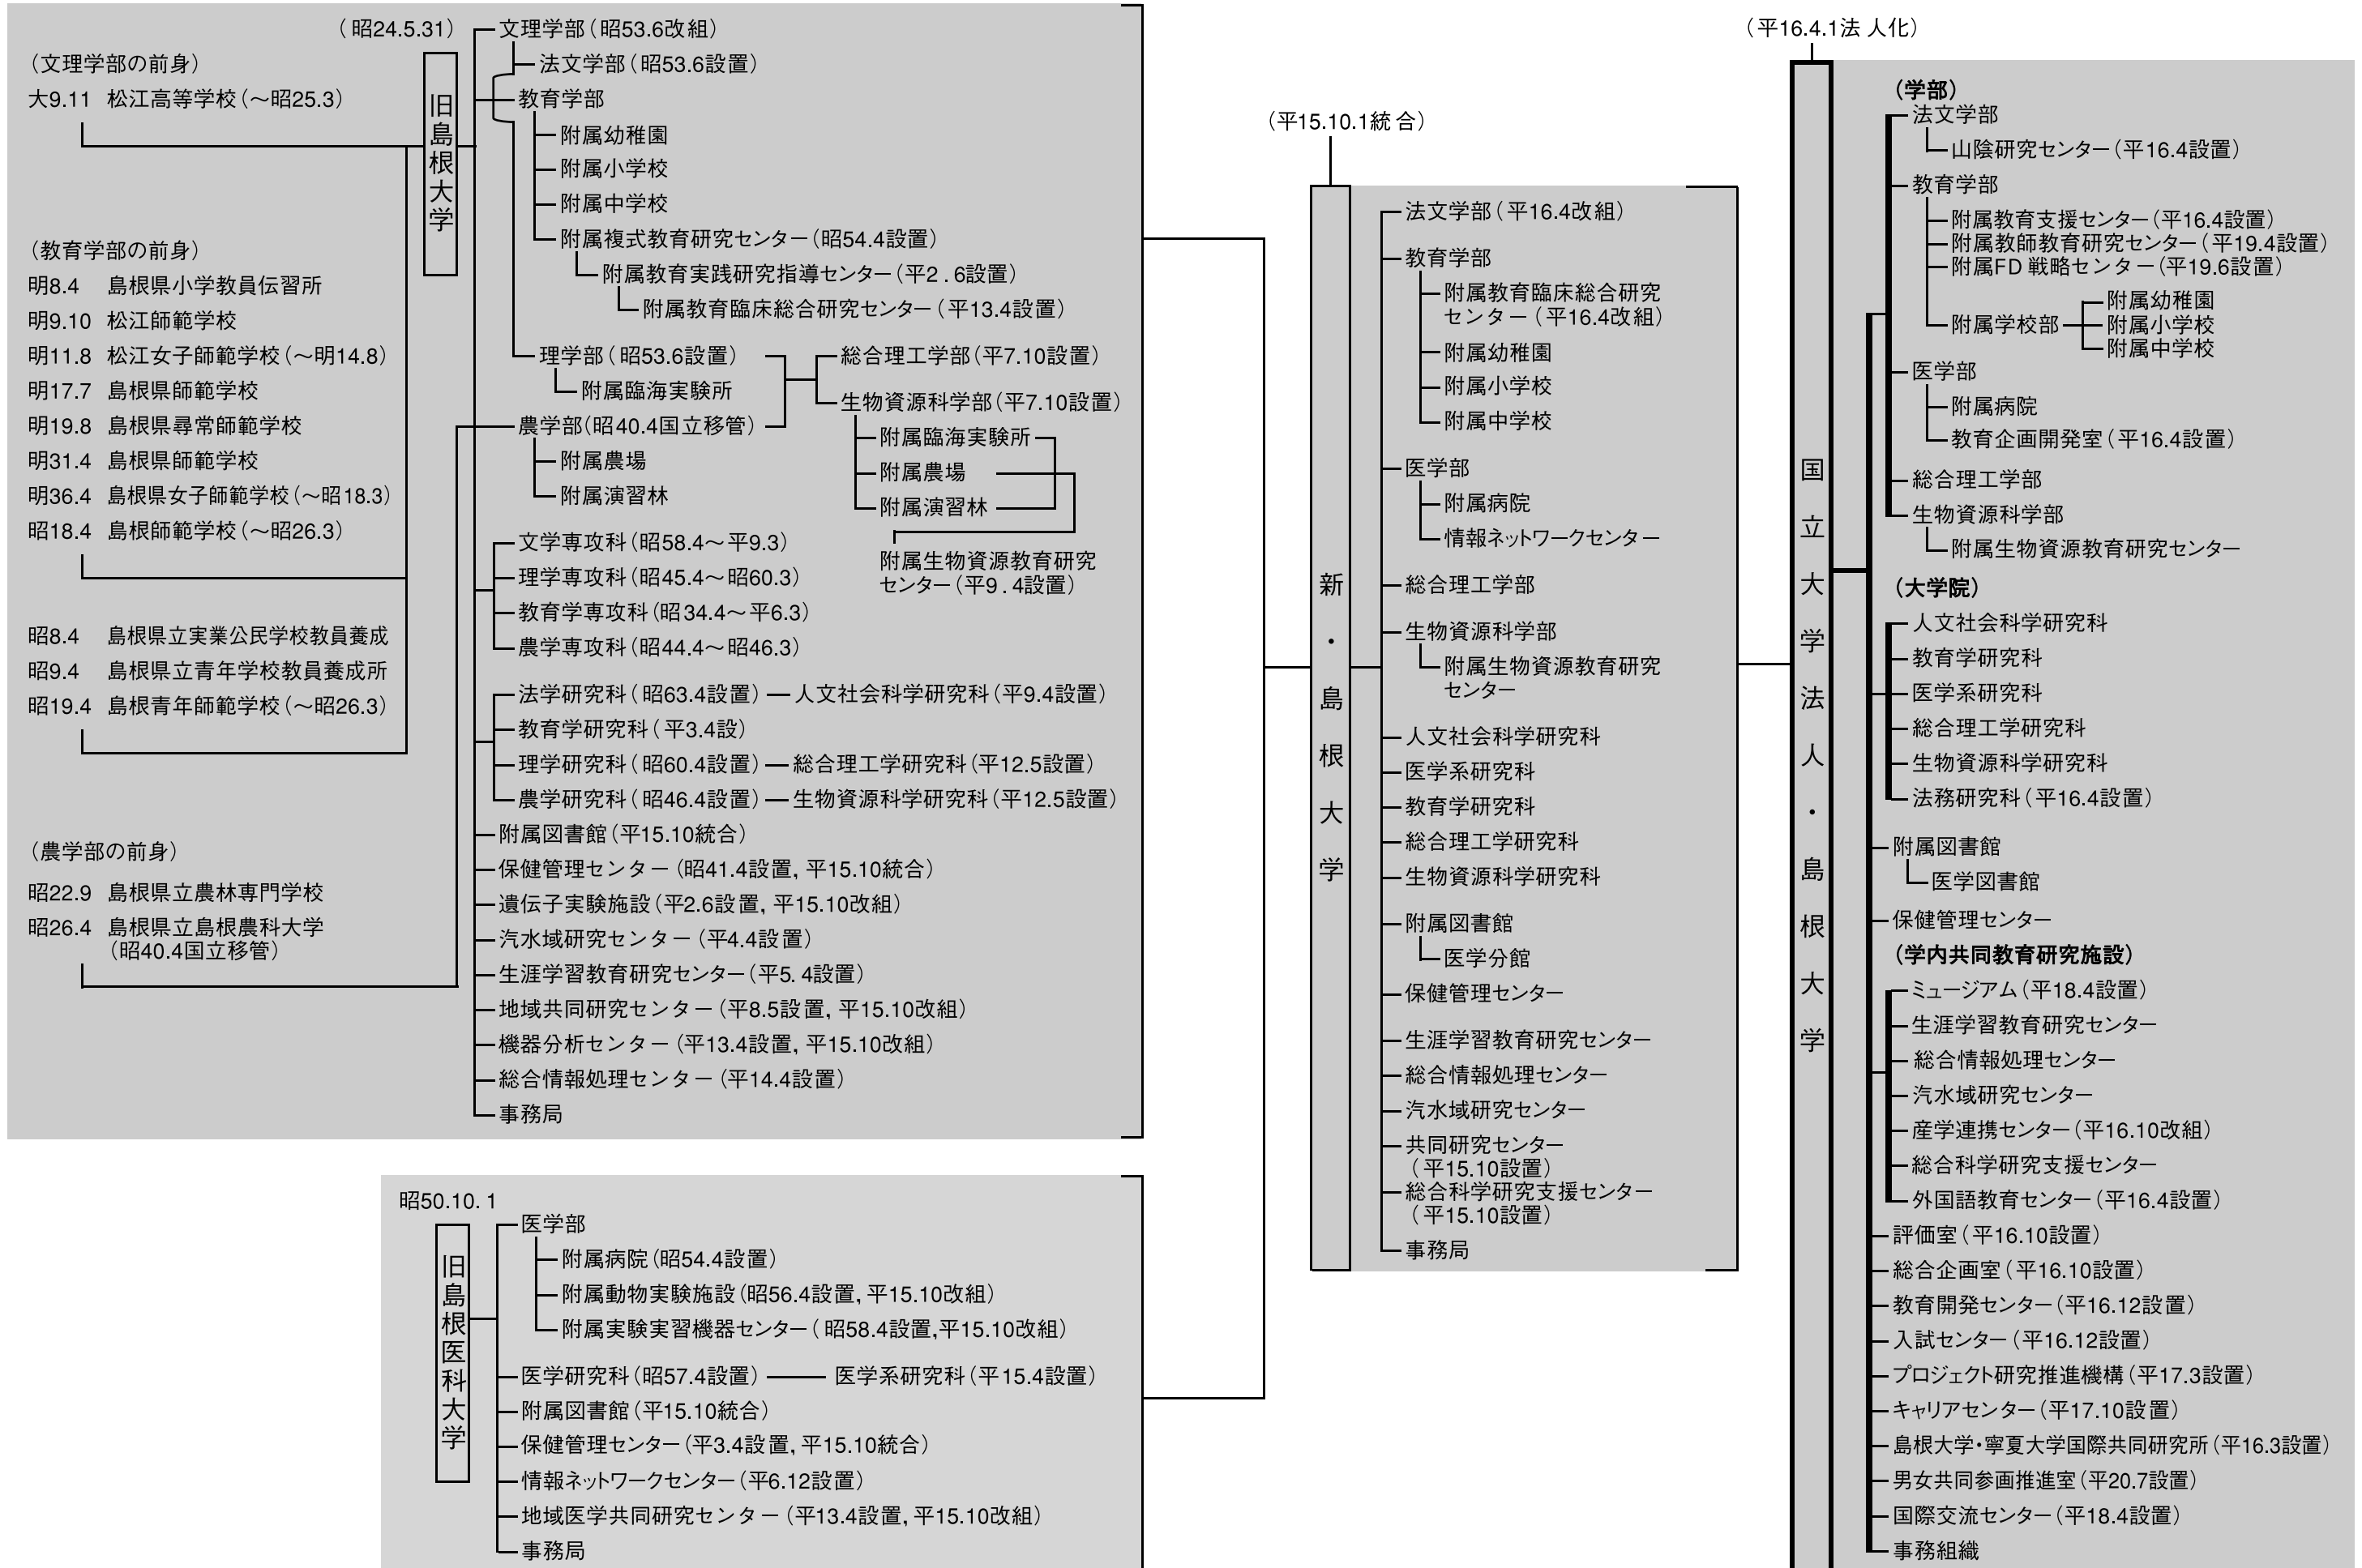 (昭24.5.31)
(文理学部の前身)
大9.11 松江高等学校(～昭25.3)
(教育学部の前身)
明8.4 島根県小学教員伝習所
明9.10 松江師範学校
明11.8 松江女子師範学校(～明14.8)
明17.7 島根県師範学校
明19.8 島根県尋常師範学校
明31.4 島根県師範学校
明36.4 島根県女子師範学校(～昭18.3)
昭18.4 島根師範学校(～昭26.3)
昭8.4 島根県立実業公民学校教員養成
昭9.4 島根県立青年学校教員養成所
昭19.4 島根青年師範学校(～昭26.3)
(農学部の前身)
昭22.9 島根県立農林専門学校
昭26.4 島根県立島根農科大学
(昭40.4国立移管)
旧島根大学
文理学部(昭53.6改組)
法文学部(昭53.6設置)
教育学部
附属幼稚園
附属小学校
附属中学校
附属複式教育研究センター(昭54.4設置)
附属教育実践研究指導センター(平2.6設置)
附属教育臨床総合研究センター(平13.4設置)
理学部(昭53.6設置)
附属臨海実験所
農学部(昭40.4国立移管)
附属農場
附属演習林
総合理工学部(平7.10設置)
生物資源科学部(平7.10設置)
附属臨海実験所
附属農場
附属演習林
附属生物資源教育研究
センター(平9.4設置)
文学専攻科(昭58.4～平9.3)
理学専攻科(昭45.4～昭60.3)
教育学専攻科(昭34.4～平6.3)
農学専攻科(昭44.4～昭46.3)
法学研究科(昭63.4設置) 人文社会科学研究科(平9.4設置)
教育学研究科(平3.4設)
理学研究科(昭60.4設置) 総合理工学研究科(平12.5設置)
農学研究科(昭46.4設置) 生物資源科学研究科(平12.5設置)
附属図書館(平15.10統合)
保健管理センター(昭41.4設置, 平15.10統合)
遺伝子実験施設(平2.6設置, 平15.10改組)
汽水域研究センター(平4.4設置)
生涯学習教育研究センター(平5.4設置)
地域共同研究センター(平8.5設置, 平15.10改組)
機器分析センター(平13.4設置, 平15.10改組)
総合情報処理センター(平14.4設置)
事務局
昭50.10.1
旧島根医科大学
医学部
附属病院(昭54.4設置)
附属動物実験施設(昭56.4設置, 平15.10改組)
附属実験実習機器センター(昭58.4設置,平15.10改組)
医学研究科(昭57.4設置) 医学系研究科(平15.4設置)
附属図書館(平15.10統合)
保健管理センター(平3.4設置, 平15.10統合)
情報ネットワークセンター(平6.12設置)
地域医学共同研究センター(平13.4設置, 平15.10改組)
事務局
(平15.10.1統合)
新・島根大学
法文学部(平16.4改組)
教育学部
附属教育臨床総合研究
センター(平16.4改組)
附属幼稚園
附属小学校
附属中学校
医学部
附属病院
情報ネットワークセンター
総合理工学部
生物資源科学部
附属生物資源教育研究
センター
人文社会科学研究科
医学系研究科
教育学研究科
総合理工学研究科
生物資源科学研究科
附属図書館
医学分館
保健管理センター
生涯学習教育研究センター
総合情報処理センター
汽水域研究センター
共同研究センター
(平15.10設置)
総合科学研究支援センター
(平15.10設置)
事務局
(平16.4.1法人化)
国立大学法人・島根大学
(学部)
法文学部
山陰研究センター(平16.4設置)
教育学部
附属教育支援センター(平16.4設置)
附属教師教育研究センター(平19.4設置)
附属FD戦略センター(平19.6設置)
附属学校部
附属幼稚園
附属小学校
附属中学校
医学部
附属病院
教育企画開発室(平16.4設置)
総合理工学部
生物資源科学部
附属生物資源教育研究センター
(大学院)
人文社会科学研究科
教育学研究科
医学系研究科
総合理工学研究科
生物資源科学研究科
法務研究科(平16.4設置)
附属図書館
医学図書館
保健管理センター
(学内共同教育研究施設)
ミュージアム(平18.4設置)
生涯学習教育研究センター
総合情報処理センター
汽水域研究センター
産学連携センター(平16.10改組)
総合科学研究支援センター
外国語教育センター(平16.4設置)
評価室(平16.10設置)
総合企画室(平16.10設置)
教育開発センター(平16.12設置)
入試センター(平16.12設置)
プロジェクト研究推進機構(平17.3設置)
キャリアセンター(平17.10設置)
島根大学・寧夏大学国際共同研究所(平16.3設置)
男女共同参画推進室(平20.7設置)
国際交流センター(平18.4設置)
事務組織